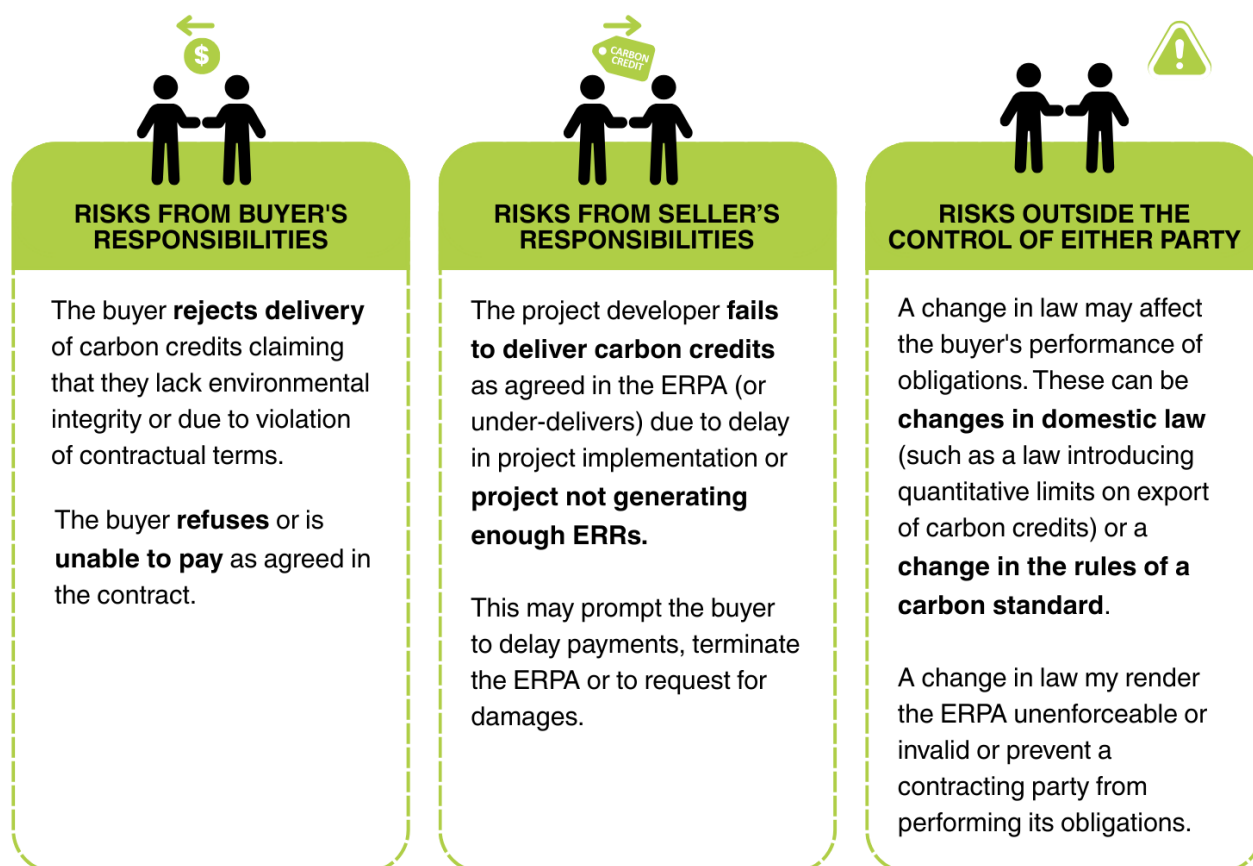 $
RISKS FROM BUYER'S
RESPONSIBILITIES
The buyer rejects delivery
of carbon credits claiming
that they lack environmental
integrity or due to violation
of contractual terms.
The buyer refuses or is
unable to pay as agreed in
the contract.
CARBON
CREDIT
RISKS FROM SELLER’S
RESPONSIBILITIES
The project developer fails
to deliver carbon credits
as agreed in the ERPA (or
under-delivers) due to delay
in project implementation or
project not generating
enough ERRs.
This may prompt the buyer
to delay payments, terminate
the ERPA or to request for
damages.
!
RISKS OUTSIDE THE
CONTROL OF EITHER PARTY
A change in law may affect
the buyer's performance of
obligations. These can be
changes in domestic law
(such as a law introducing
quantitative limits on export
of carbon credits) or a
change in the rules of a
carbon standard.
A change in law my render
the ERPA unenforceable or
invalid or prevent a
contracting party from
performing its obligations.